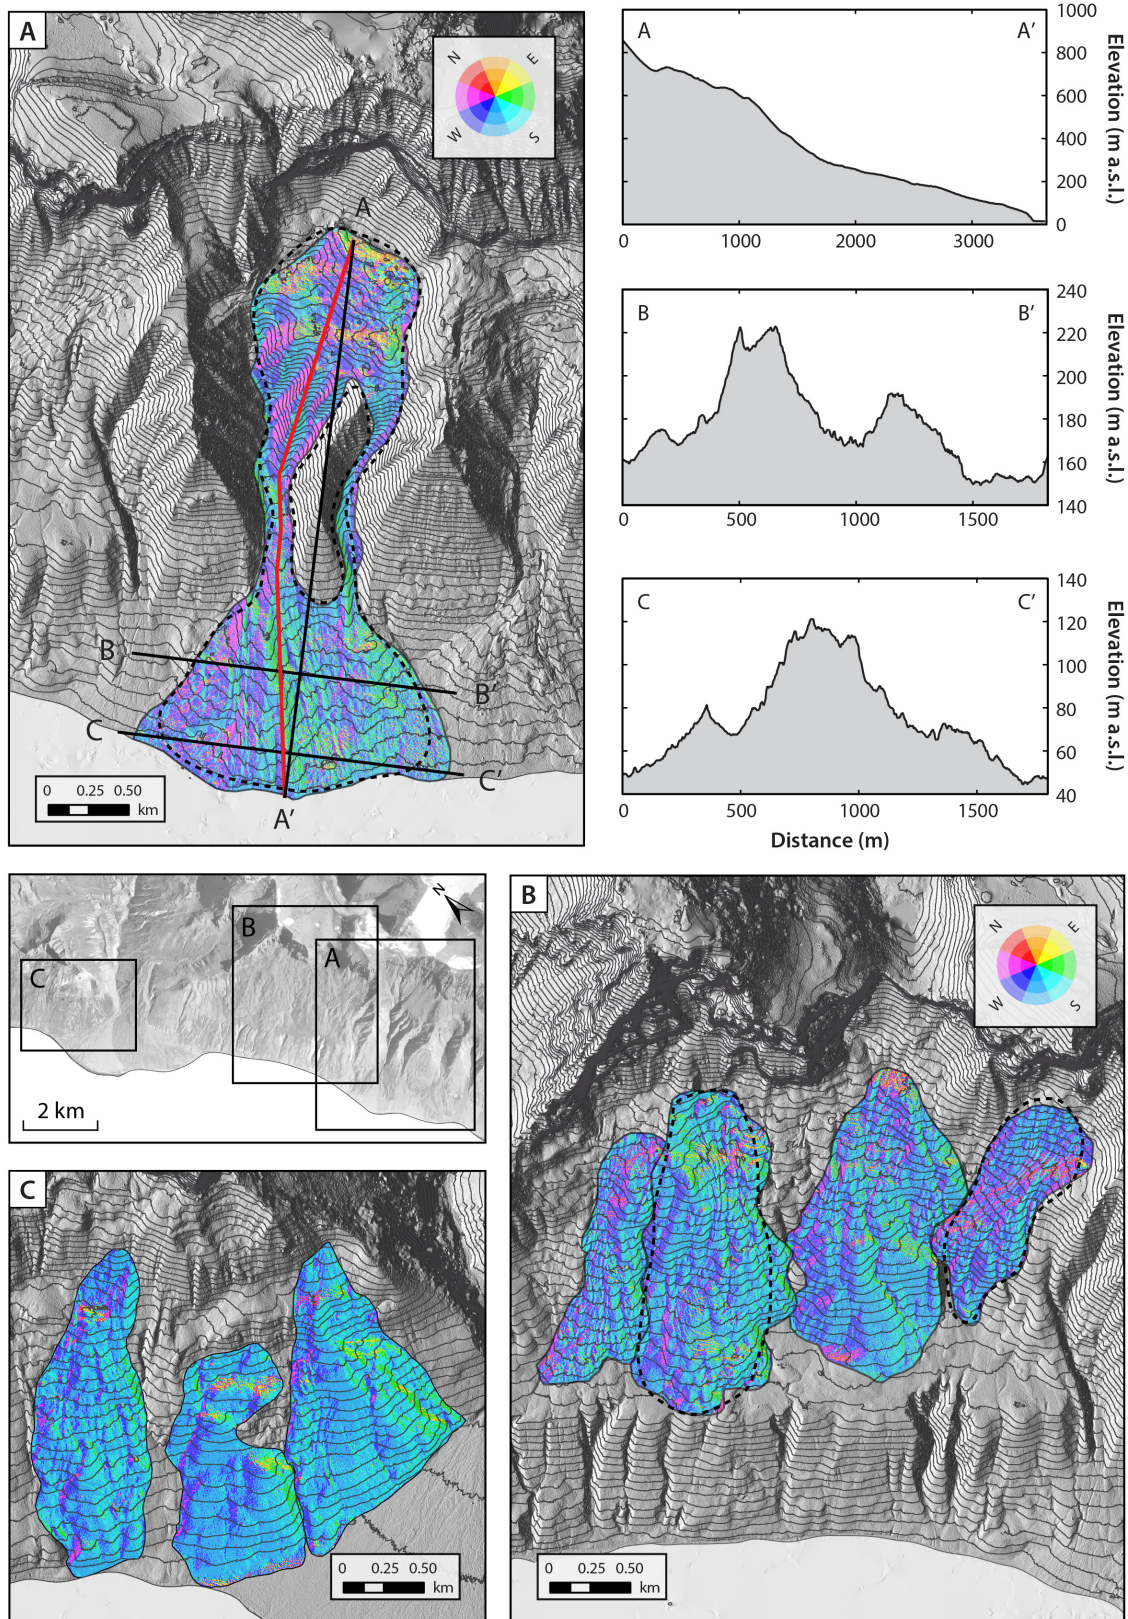 A
N
E
W
S
A
B
B'
C
C'
A'
0 0.25 0.50
km
A
A'
1000
800
600
400
200
0
Elevation (m a.s.l.)
0 1000 2000 3000
B
B'
240
220
200
180
160
140
Elevation (m a.s.l.)
0 500 1000 1500
C
C'
140
120
100
80
60
40
Elevation (m a.s.l.)
0 500 1000 1500
Distance (m)
N
B
A
C
2 km
B
N
E
W
S
0 0.25 0.50
km
C
0 0.25 0.50
km